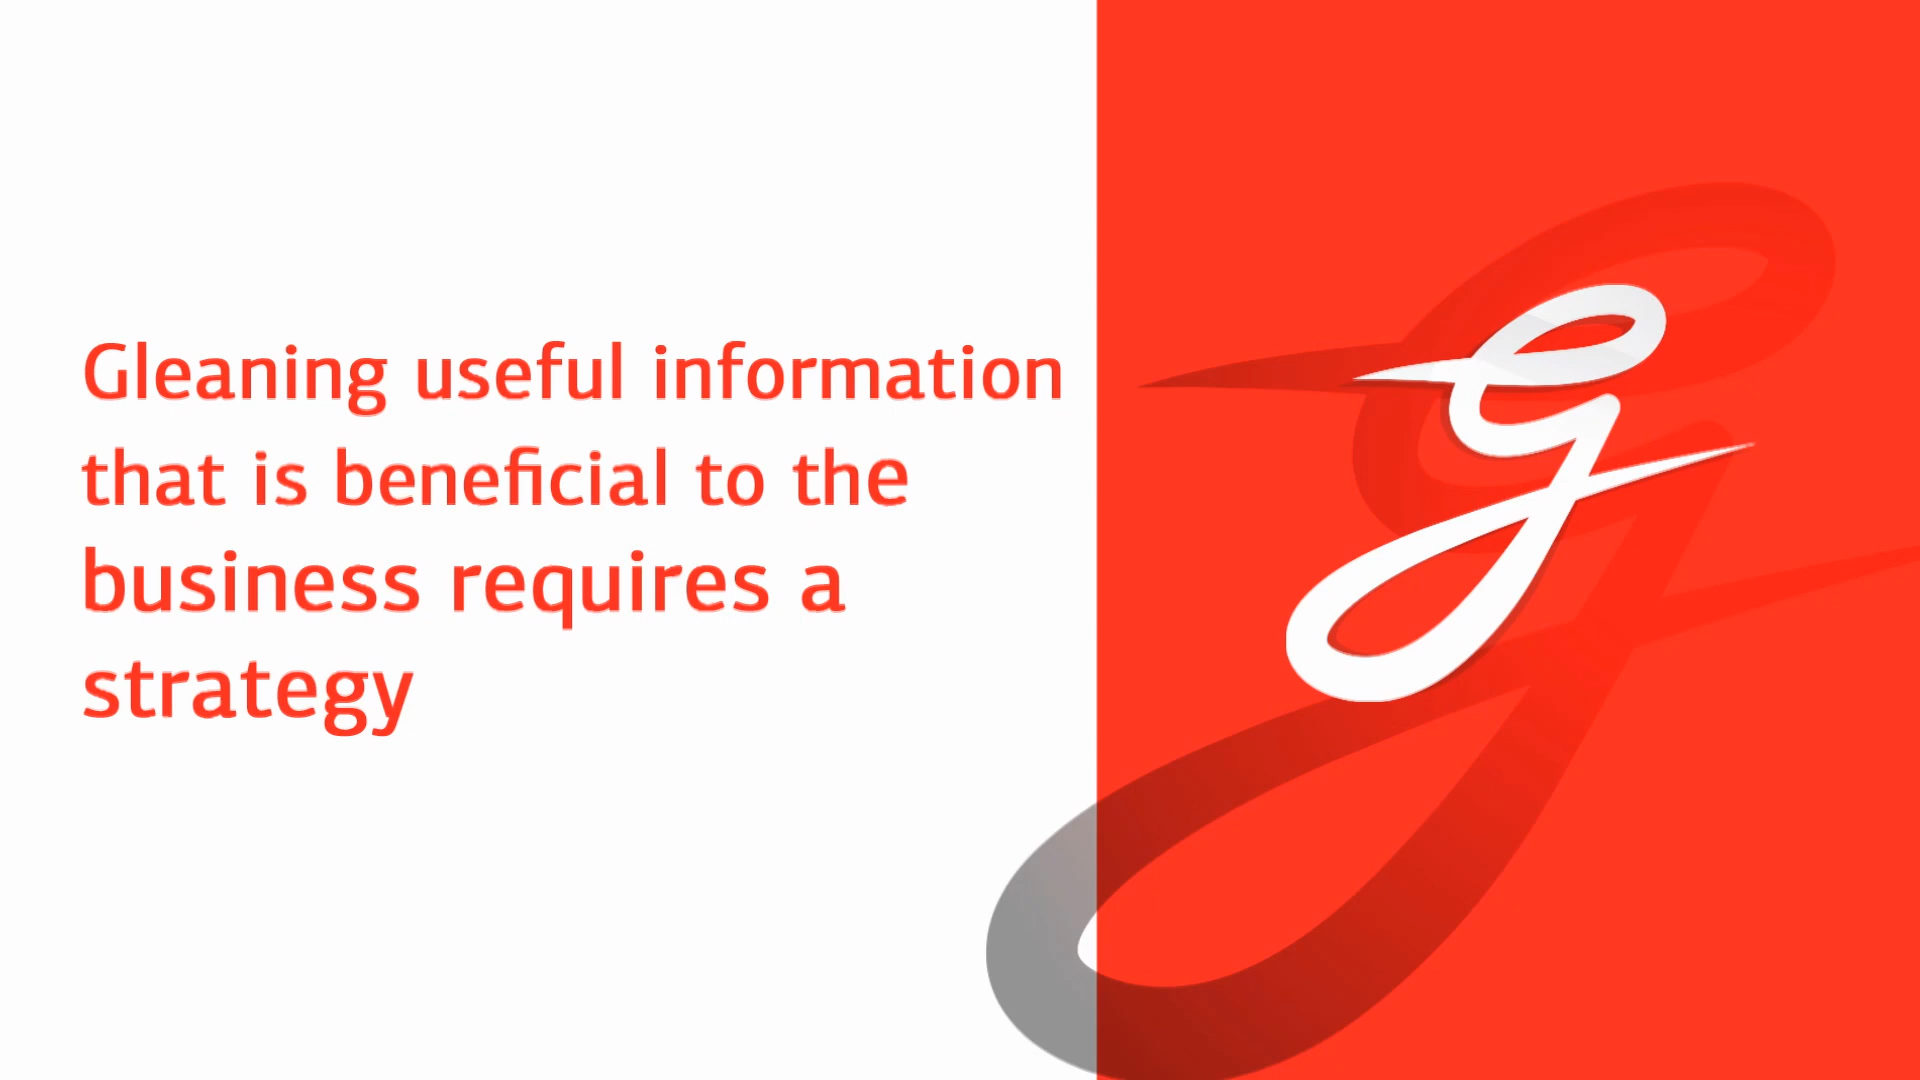 Gleaning useful information
that is beneficial to the
business requires a
strategy
g